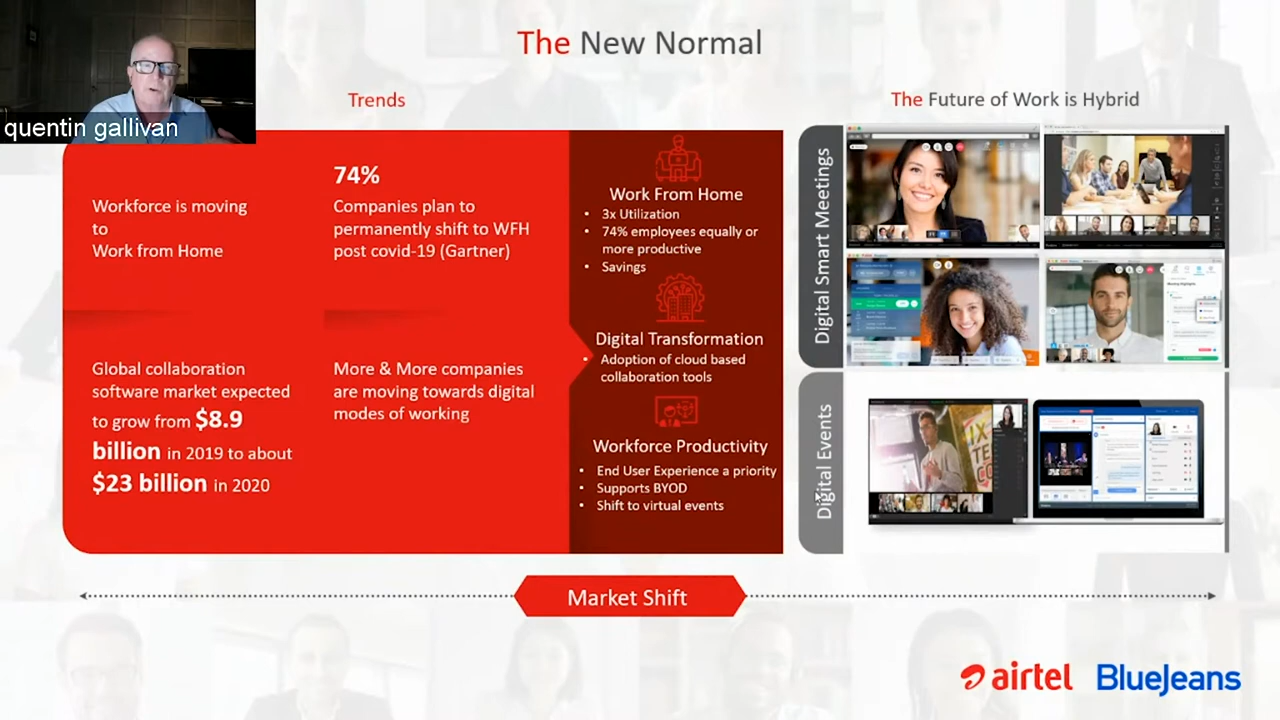 The New Normal
quentin gallivan
Trends
The Future of Work is Hybrid
Workforce is moving
to
Work from Home
74%
Companies plan to
permanently shift to WFH
post covid-19 (Gartner)
Global collaboration
software market expected
to grow from $8.9
billion in 2019 to about
$23 billion in 2020
More & More companies
are moving towards digital
modes of working
Work From Home
• 3x Utilization
• 74% employees equally or
more productive
• Savings
Digital Transformation
• Adoption of cloud based
collaboration tools
Workforce Productivity
• End User Experience a priority
• Supports BYOD
• Shift to virtual events
Digital Smart Meetings
Digital Events
Market Shift
airtel BlueJeans